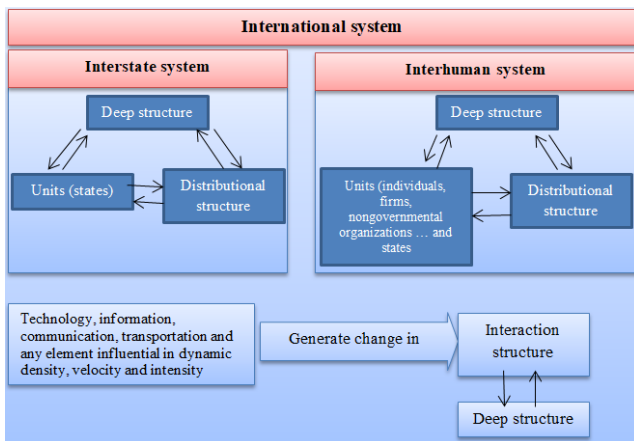 International system
Interstate system
Deep structure
Units (states)
Distributional
structure
Interhuman system
Deep structure
Units (individuals,
firms,
nongovernmental
organizations ... and
states
Distributional
structure
Technology, information,
communication, transportation and
any element influential in dynamic
density, velocity and intensity
Generate change in
Interaction
structure
Deep structure